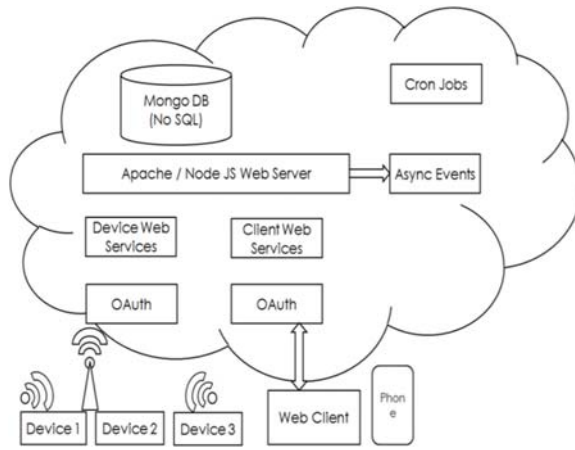 Mongo DB
(No SQL)
Cron Jobs
Apache / Node JS Web Server
Async Events
Device Web
Services
Client Web
Services
OAuth
OAuth
Device 1
Device 2
Device 3
Web Client
Phon
e